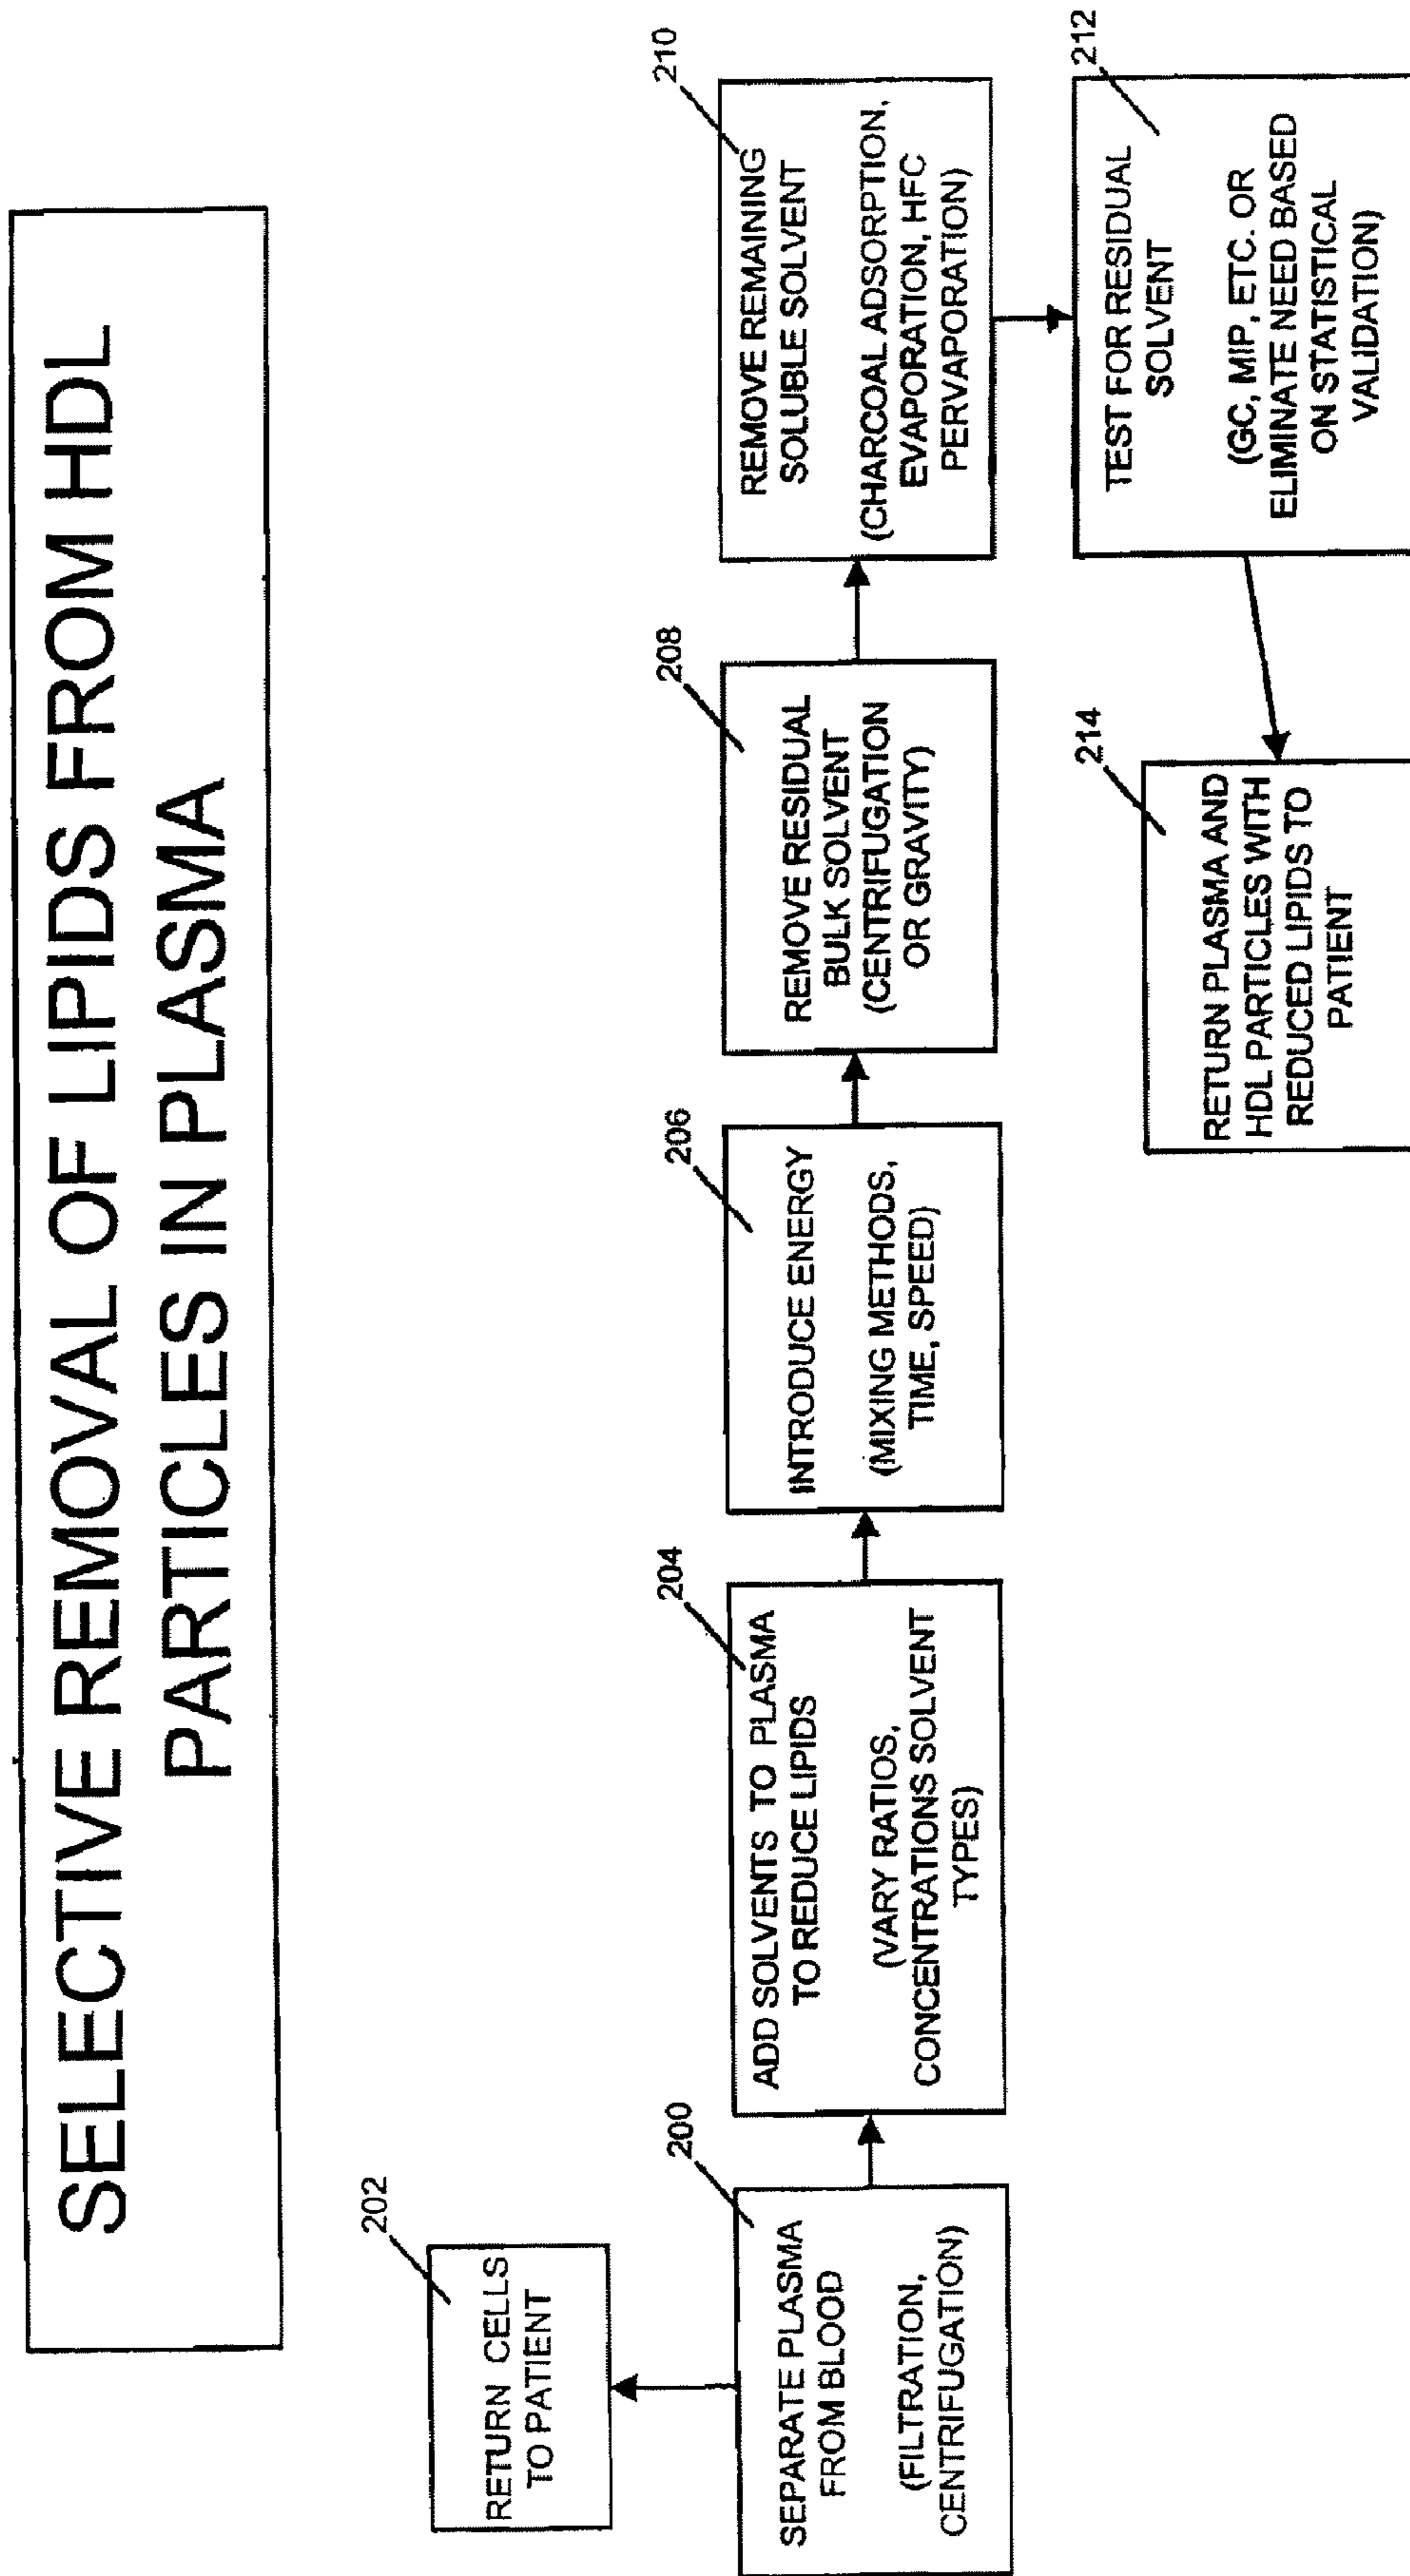 SELECTIVE REMOVAL OF LIPIDS FROM HDL
PARTICLES IN PLASMA
202
RETURN CELLS
TO PATIENT
200
SEPARATE PLASMA
FROM BLOOD
(FILTRATION,
CENTRIFUGATION)
204
ADD SOLVENTS TO PLASMA
TO REDUCE LIPIDS
(VARY RATIOS,
CONCENTRATIONS SOLVENT
TYPES)
206
INTRODUCE ENERGY
(MIXING METHODS,
TIME, SPEED)
208
REMOVE RESIDUAL
BULK SOLVENT
(CENTRIFUGATION
OR GRAVITY)
210
REMOVE REMAINING
SOLUBLE SOLVENT
(CHARCOAL ADSORPTION,
EVAPORATION, HFC
PERVAPORATION)
212
TEST FOR RESIDUAL
SOLVENT
(GC, MIP, ETC. OR
ELIMINATE NEED BASED
ON STATISTICAL
VALIDATION)
214
RETURN PLASMA AND
HDL PARTICLES WITH
REDUCED LIPIDS TO
PATIENT